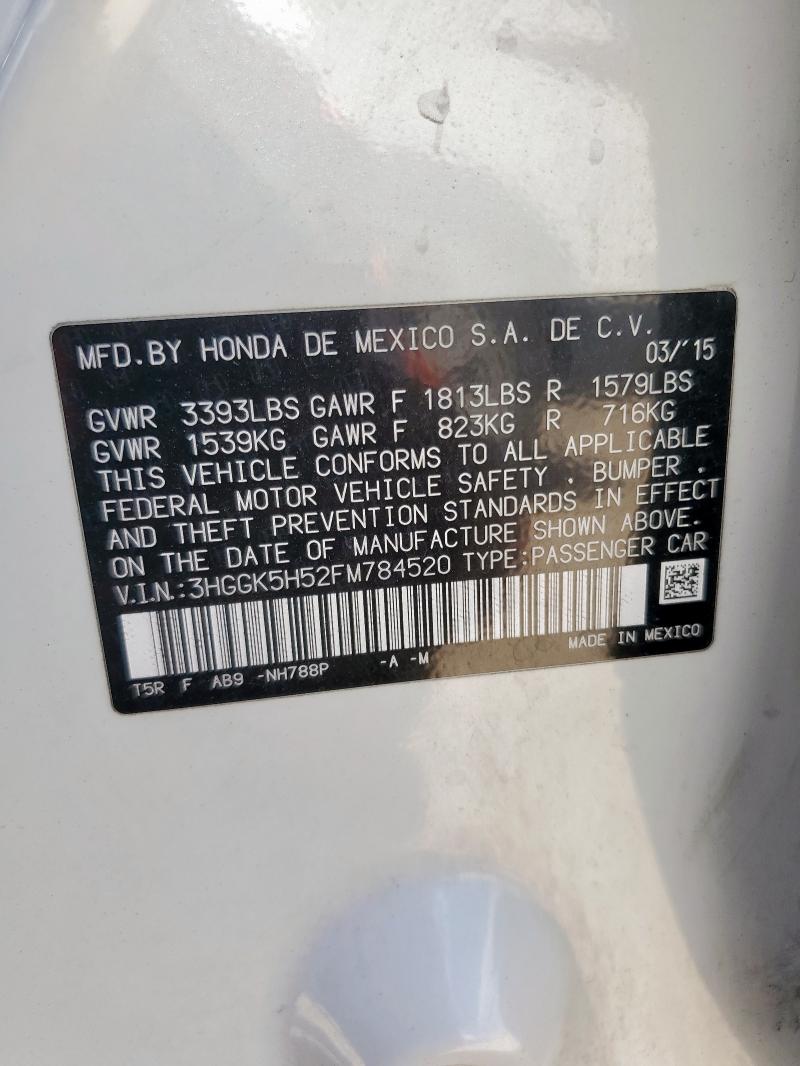 MFD.BY HONDA DE MEXICO S.A. DE C.V.
03/'15
GVWR 3393LBS GAWR F 1813LBS R 1579LBS
GVWR 1539KG GAWR F 823KG R 716KG
THIS VEHICLE CONFORMS TO ALL APPLICABLE
FEDERAL MOTOR VEHICLE SAFETY , BUMPER ,
AND THEFT PREVENTION STANDARDS IN EFFECT
ON THE DATE OF MANUFACTURE SHOWN ABOVE.
V.I.N.:3HGGK5H52FM784520 TYPE:PASSENGER CAR
T5R F AB9 -NH788P -A -M MADE IN MEXICO